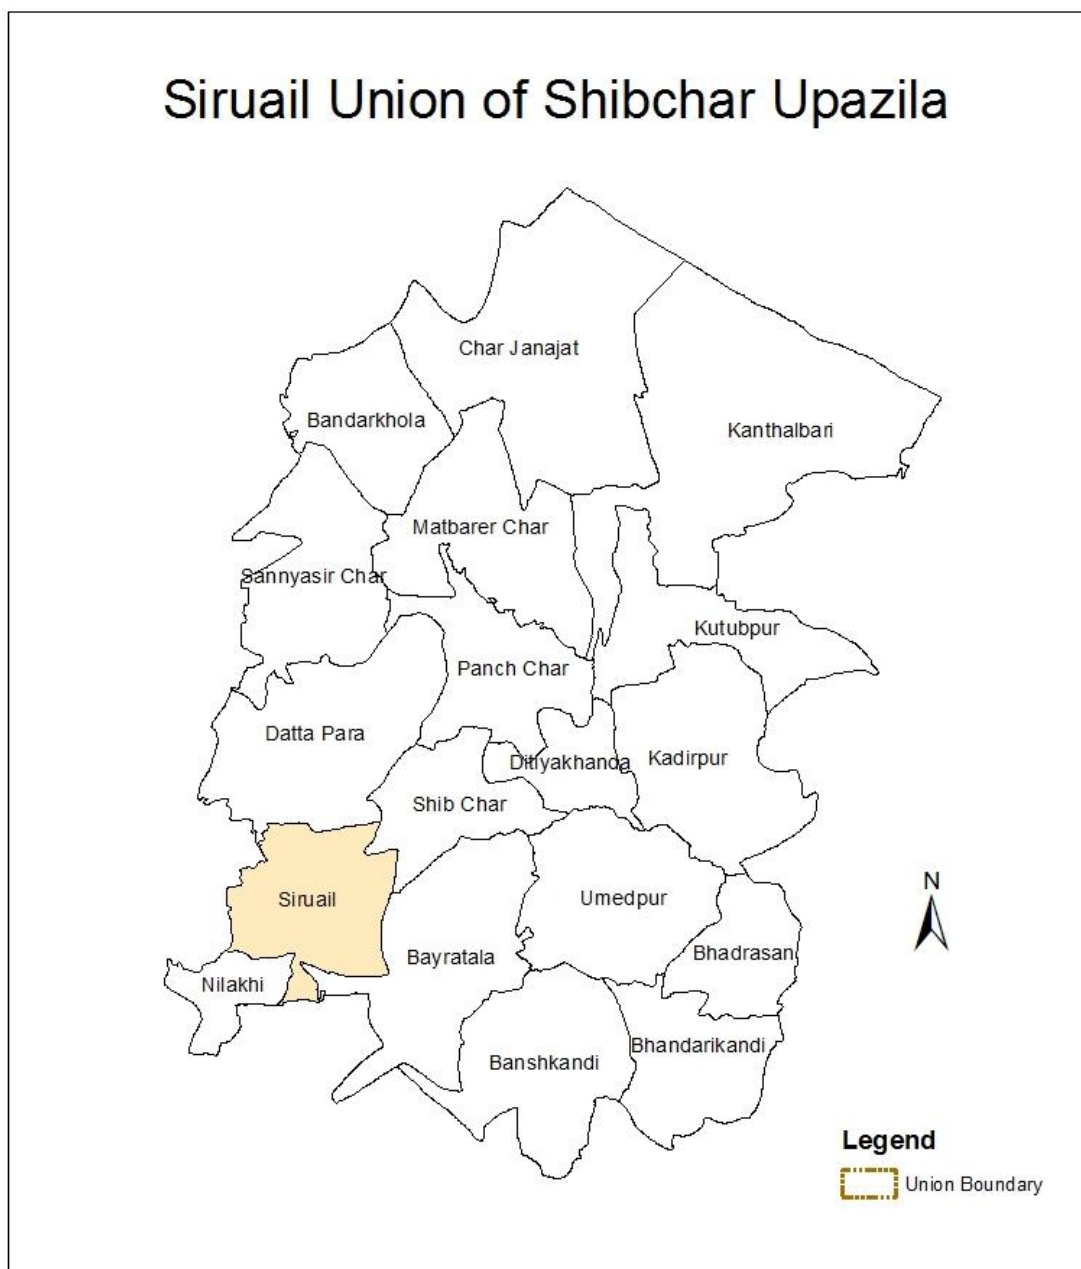 Siruail Union of Shibchar Upazila
Char Janajat
Bandarkhola
Kanthalbari
Matbarer Char
Sannyasir Char
Kutubpur
Panch Char
Datta Para
Ditiyakhanda
Kadirpur
Shib Char
Siruail
Umedpur
N
Bayratala
Bhadrasan
Nilakhi
Banshkandi
Bhandarikandi
Legend
Union Boundary